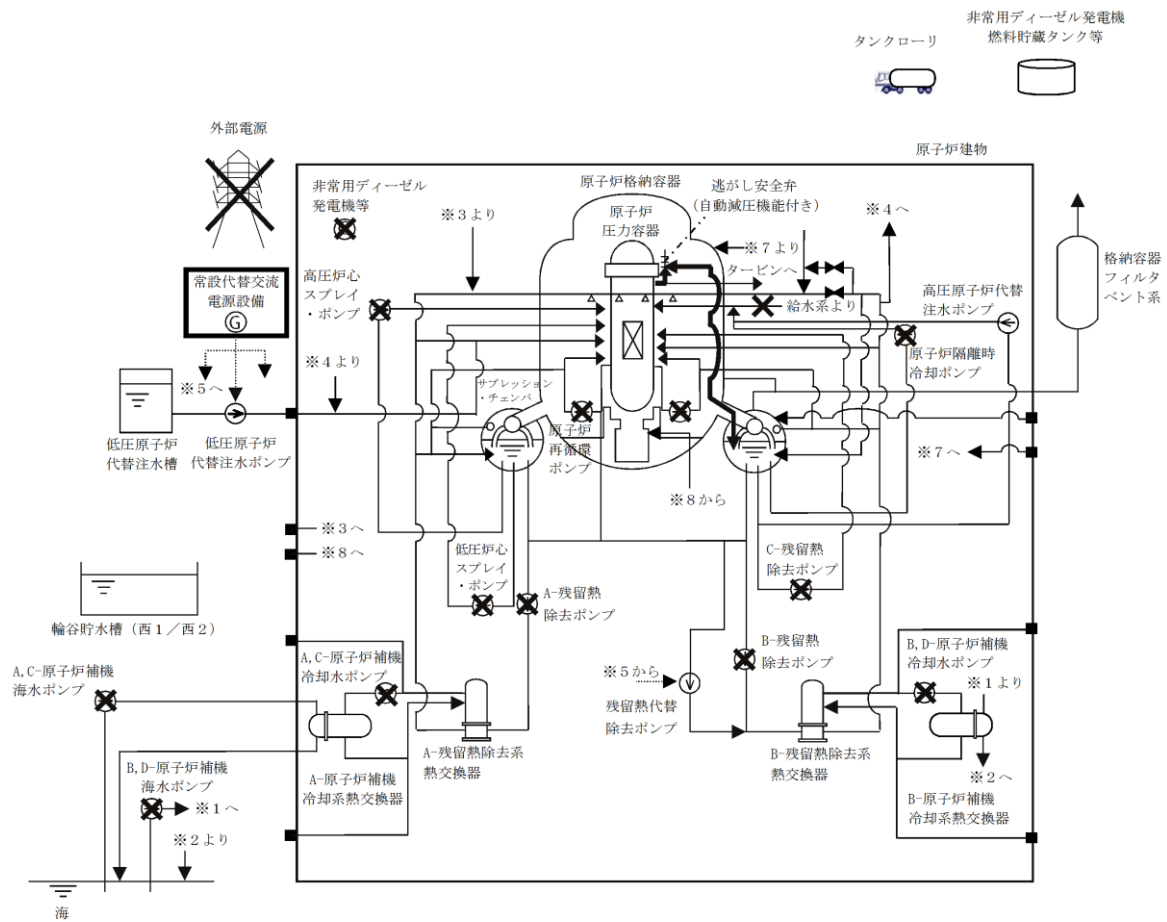 非常用ディーゼル発電機
燃料貯蔵タンク等
タンクローリ
外部電源
原子炉建物
非常用ディーゼル
発電機等
原子炉格納容器
逃がし安全弁
(自動減圧機能付き)
※3より
原子炉
圧力容器
※4へ
※7より
タービンへ
格納容器
フィルタ
ベント系
常設代替交流
電源設備
G
高圧炉心
スプレイ
・ポンプ
給水系より
高圧原子炉代替
注水ポンプ
原子炉隔離時
冷却ポンプ
※4より
※5へ
サプレッション
・チェンバ
低圧原子炉
代替注水槽
低圧原子炉
代替注水ポンプ
原子炉
再循環
ポンプ
※7へ
※8から
※3へ
※8へ
低圧炉心
スプレイ
・ポンプ
C-残留熱
除去ポンプ
A-残留熱
除去ポンプ
輪谷貯水槽(西1/西2)
A,C-原子炉補機
海水ポンプ
A,C-原子炉補機
冷却水ポンプ
※5から
B-残留熱
除去ポンプ
B,D-原子炉補機
冷却水ポンプ
※1より
残留熱代替
除去ポンプ
A-残留熱除去系
熱交換器
B-残留熱除去系
熱交換器
※2へ
B,D-原子炉補機
海水ポンプ
A-原子炉補機
冷却系熱交換器
B-原子炉補機
冷却系熱交換器
※1へ
※2より
海